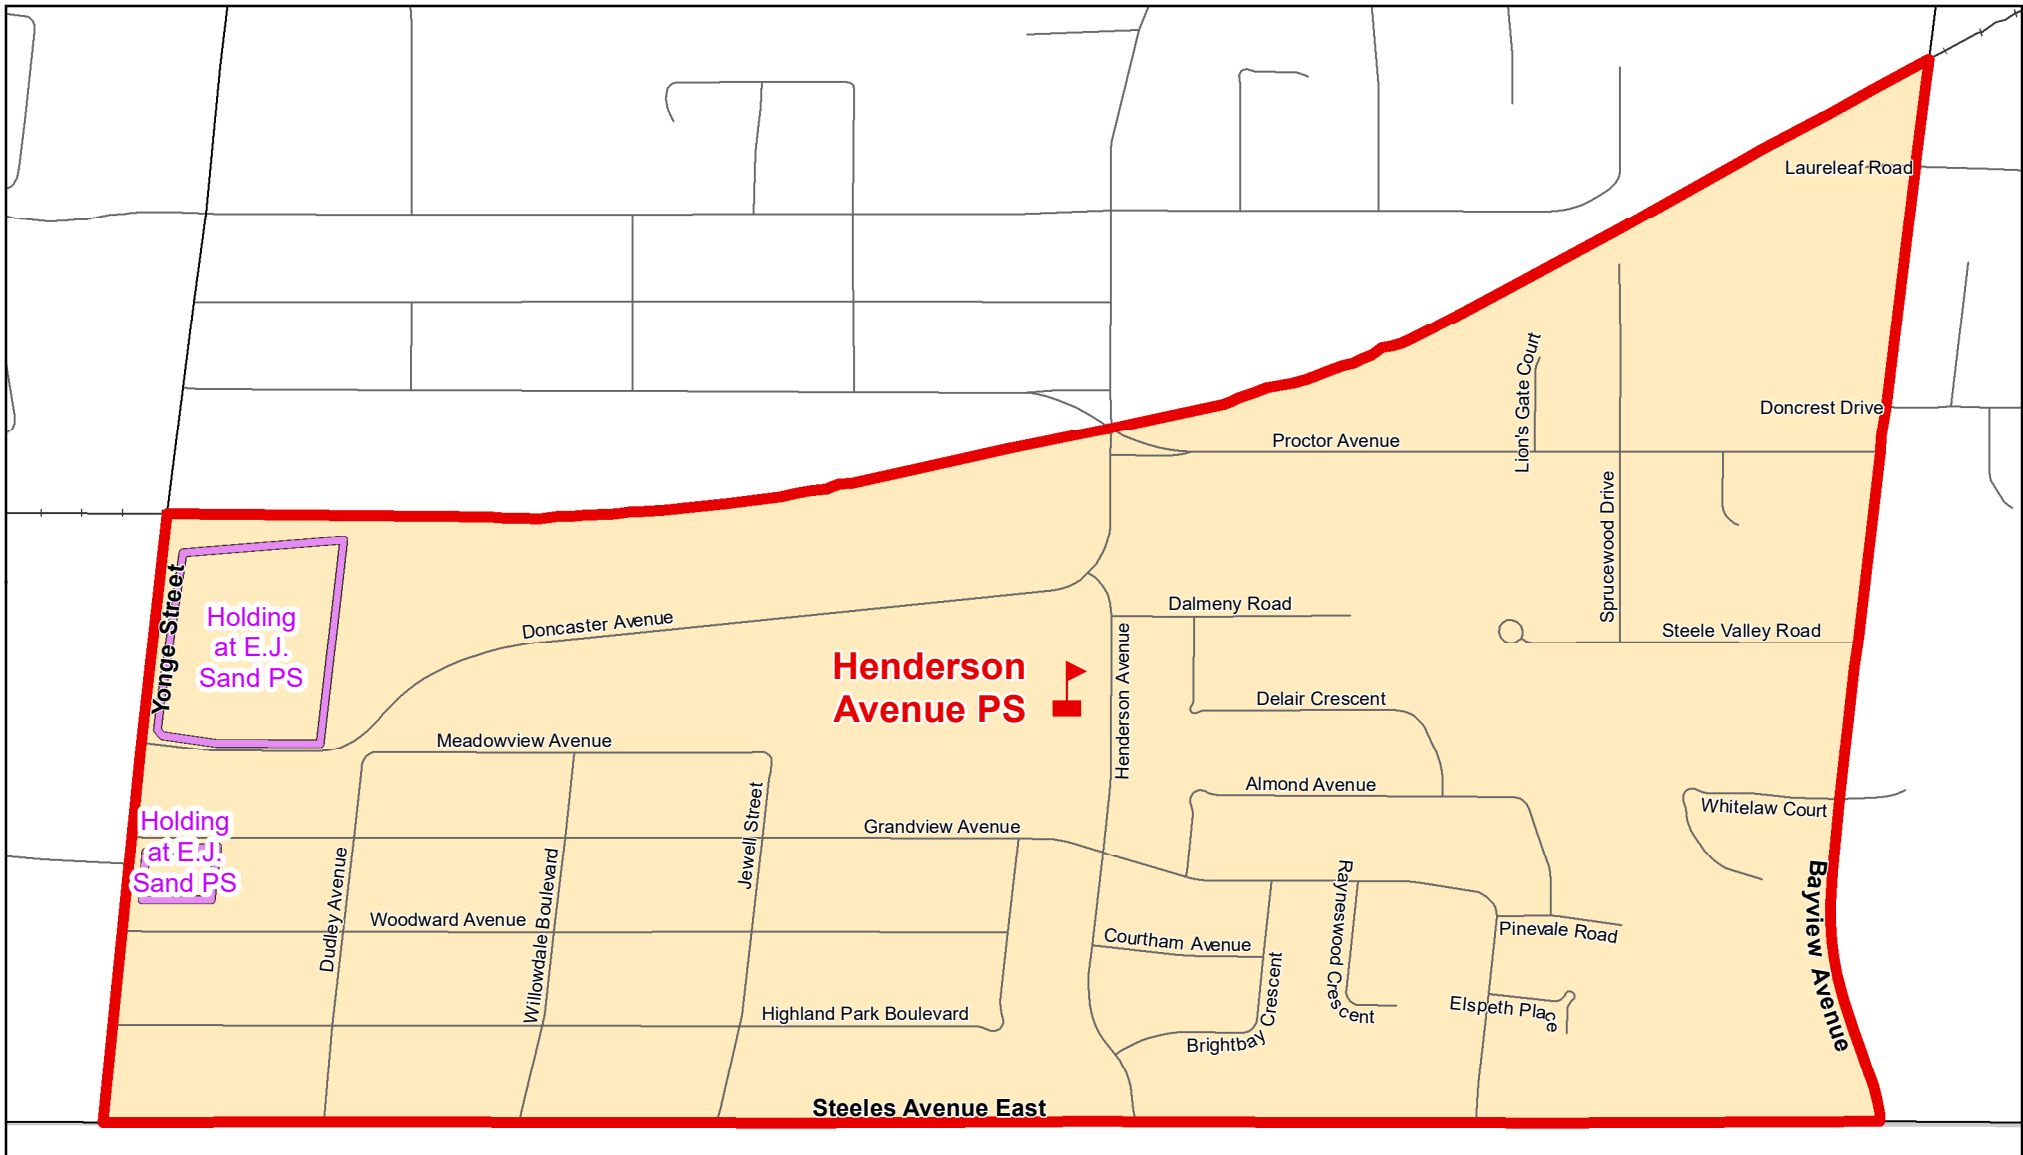 Laureleaf Road
Lion's Gate Court
Doncrest Drive
Proctor Avenue
Sprucewood Drive
Yonge Street
Holding
at E.J.
Sand PS
Doncaster Avenue
Dalmeny Road
Steele Valley Road
Henderson
Avenue PS
Henderson Avenue
Delair Crescent
Meadowview Avenue
Jewell Street
Almond Avenue
Whitelaw Court
Holding
at E.J.
Sand PS
Grandview Avenue
Dudley Avenue
Willowdale Boulevard
Rayneswood Crescent
Bayview Avenue
Woodward Avenue
Courtham Avenue
Pinevale Road
Highland Park Boulevard
Brightbay Crescent
Elspeth Place
Steeles Avenue East